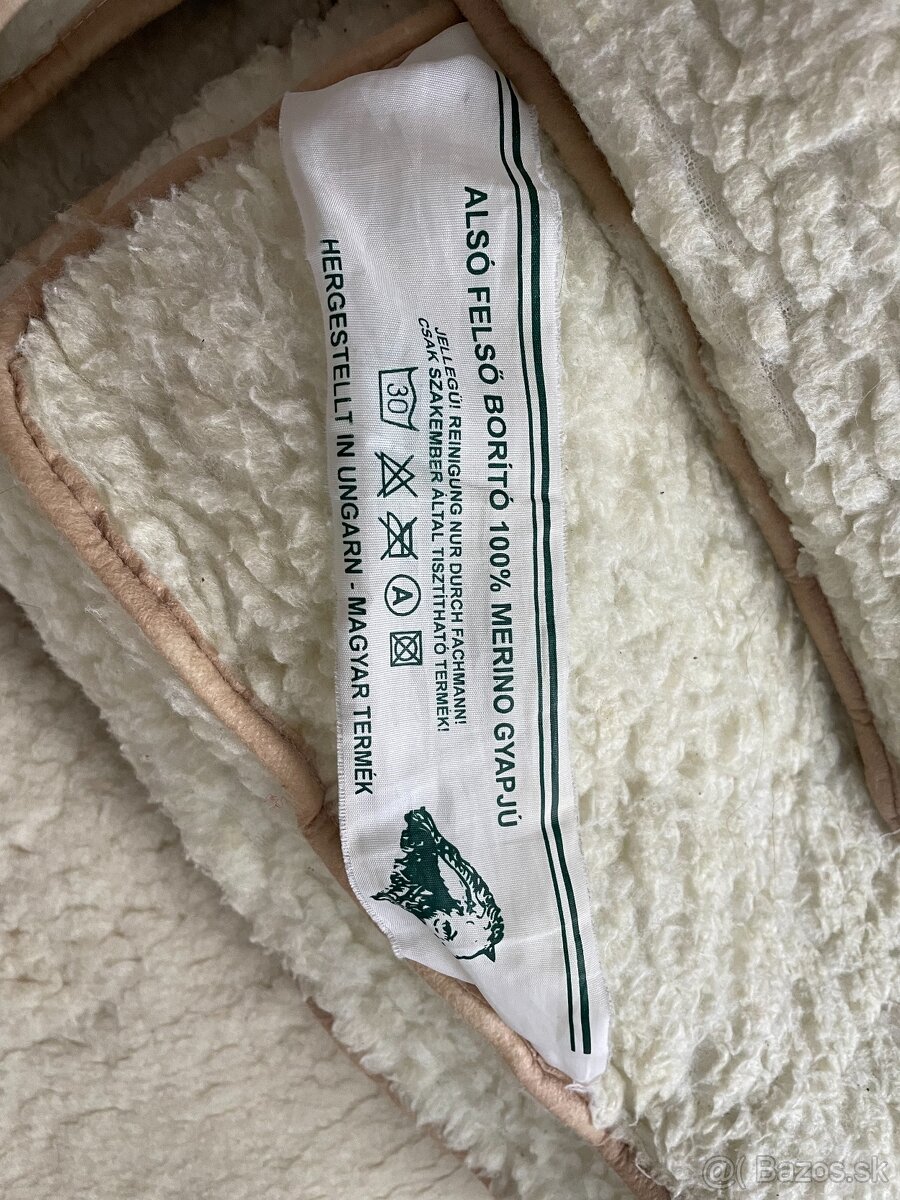 ALSÓ FELSŐ BORÍTÓ 100% MERINO GYAPJÚ
JELLEGŰ! REINIGUNG NUR DURCH FACHMANN!
CSAK SZAKEMBER ÁLTAL TISZTÍTHATÓ TERMÉK!
30 A
HERGESTELLT IN UNGARN - MAGYAR TERMÉK
@( Bazos.sk